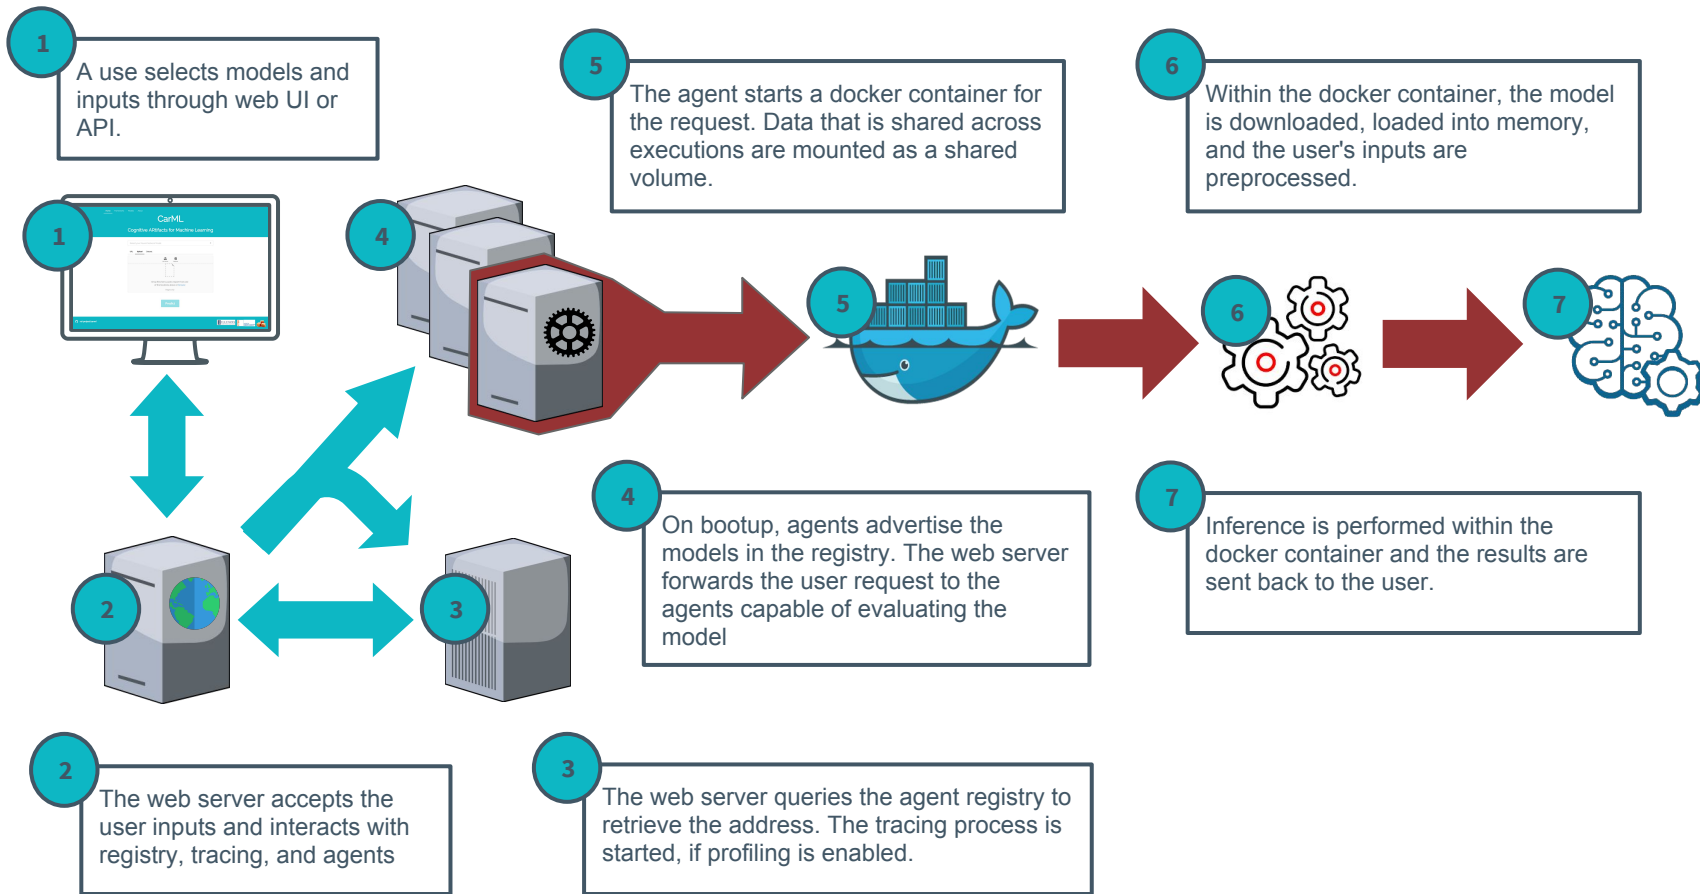 1
A use selects models and
inputs through web UI or
API.
5
The agent starts a docker container for
the request. Data that is shared across
executions are mounted as a shared
volume.
6
Within the docker container, the model
is downloaded, loaded into memory,
and the user's inputs are
preprocessed.
1
CarML
Cognitive ARtifacts for Machine Learning
4
5
6
7
2
3
4
On bootup, agents advertise the
models in the registry. The web server
forwards the user request to the
agents capable of evaluating the
model
7
Inference is performed within the
docker container and the results are
sent back to the user.
2
The web server accepts the
user inputs and interacts with
registry, tracing, and agents
3
The web server queries the agent registry to
retrieve the address. The tracing process is
started, if profiling is enabled.